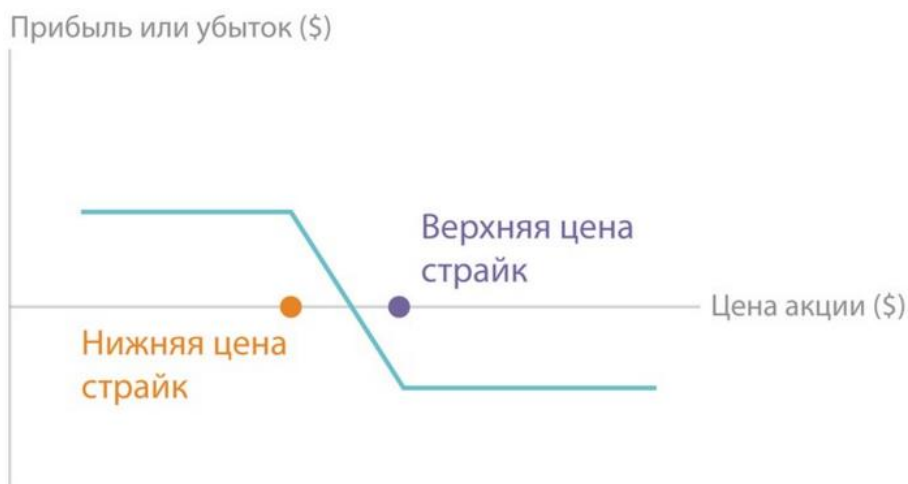 Прибыль или убыток ($)
Верхняя цена
страйк
Цена акции ($)
Нижняя цена
страйк